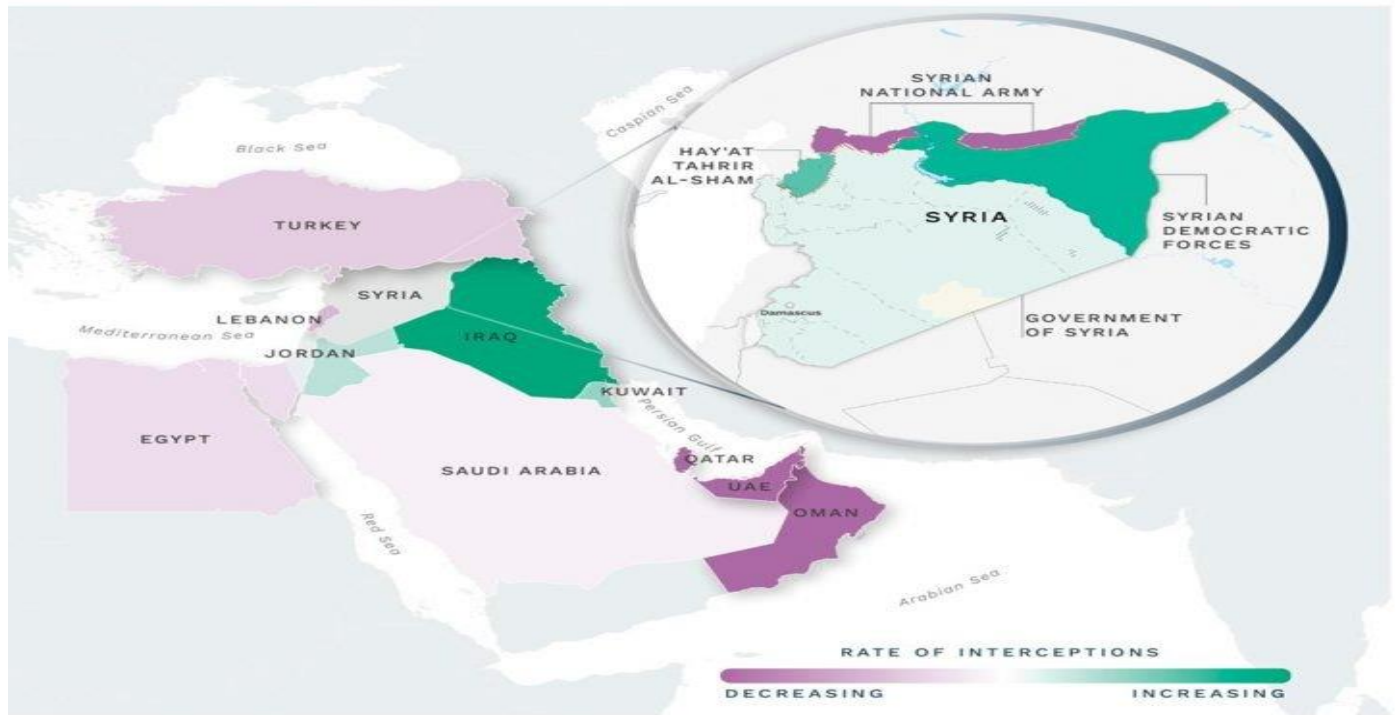 Caspian Sea
Black Sea
SYRIAN
NATIONAL ARMY
HAY'AT
TAHRIR
AL-SHAM
SYRIA
SYRIAN
DEMOCRATIC
FORCES
Damascus
GOVERNMENT
OF SYRIA
TURKEY
SYRIA
LEBANON
Mediterranean Sea
JORDAN
IRAQ
KUWAIT
Persian Gulf
EGYPT
SAUDI ARABIA
QATAR
UAE
OMAN
Red Sea
Arabian Sea
RATE OF INTERCEPTIONS
DECREASING INCREASING